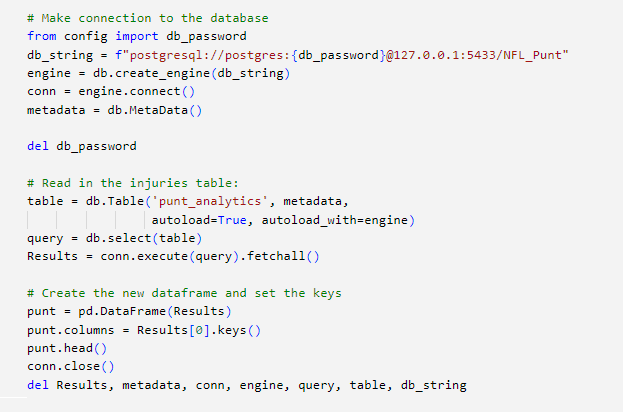 # Make connection to the database
from config import db_password
db_string = f"postgresql://postgres:{db_password}@127.0.0.1:5433/NFL_Punt"
engine = db.create_engine(db_string)
conn = engine.connect()
metadata = db.MetaData()

del db_password

# Read in the injuries table:
table = db.Table('punt_analytics', metadata,
                 autoload=True, autoload_with=engine)
query = db.select(table)
Results = conn.execute(query).fetchall()

# Create the new dataframe and set the keys
punt = pd.DataFrame(Results)
punt.columns = Results[0].keys()
punt.head()
conn.close()
del Results, metadata, conn, engine, query, table, db_string